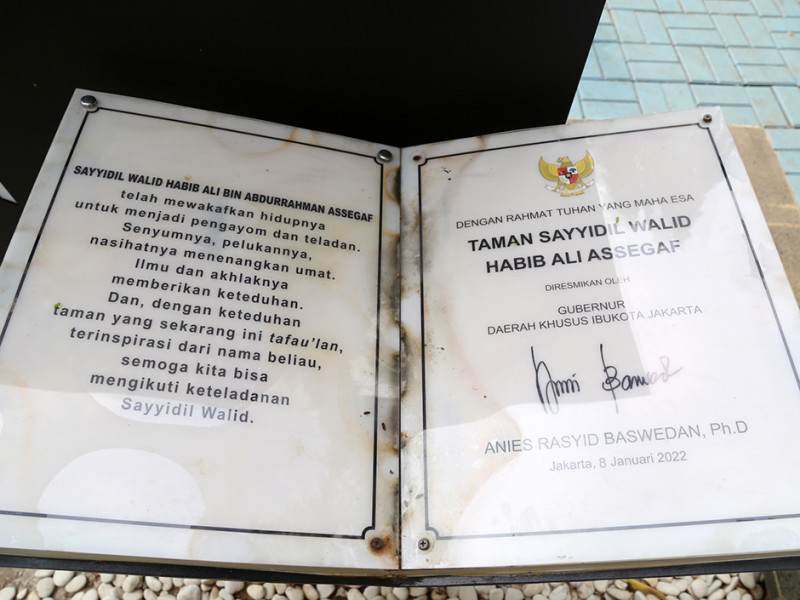 SAYYIDIL WALID HABIB ALI BIN ABDURRAHMAN ASSEGAF
telah mewakafkan hidupnya
untuk menjadi pengayom dan teladan.
Senyumnya, pelukannya,
nasihatnya menenangkan umat.
Ilmu dan akhlaknya
memberikan keteduhan.
Dan, dengan keteduhan
taman yang sekarang ini tafau'lan,
terinspirasi dari nama beliau,
semoga kita bisa
mengikuti keteladanan
Sayyidil Walid.
DENGAN RAHMAT TUHAN YANG MAHA ESA
TAMAN SAYYIDIL WALID
HABIB ALI ASSEGAF
DIRESMIKAN OLEH
GUBERNUR
DAERAH KHUSUS IBUKOTA JAKARTA
ANIES RASYID BASWEDAN, Ph.D
Jakarta, 8 Januari 2022